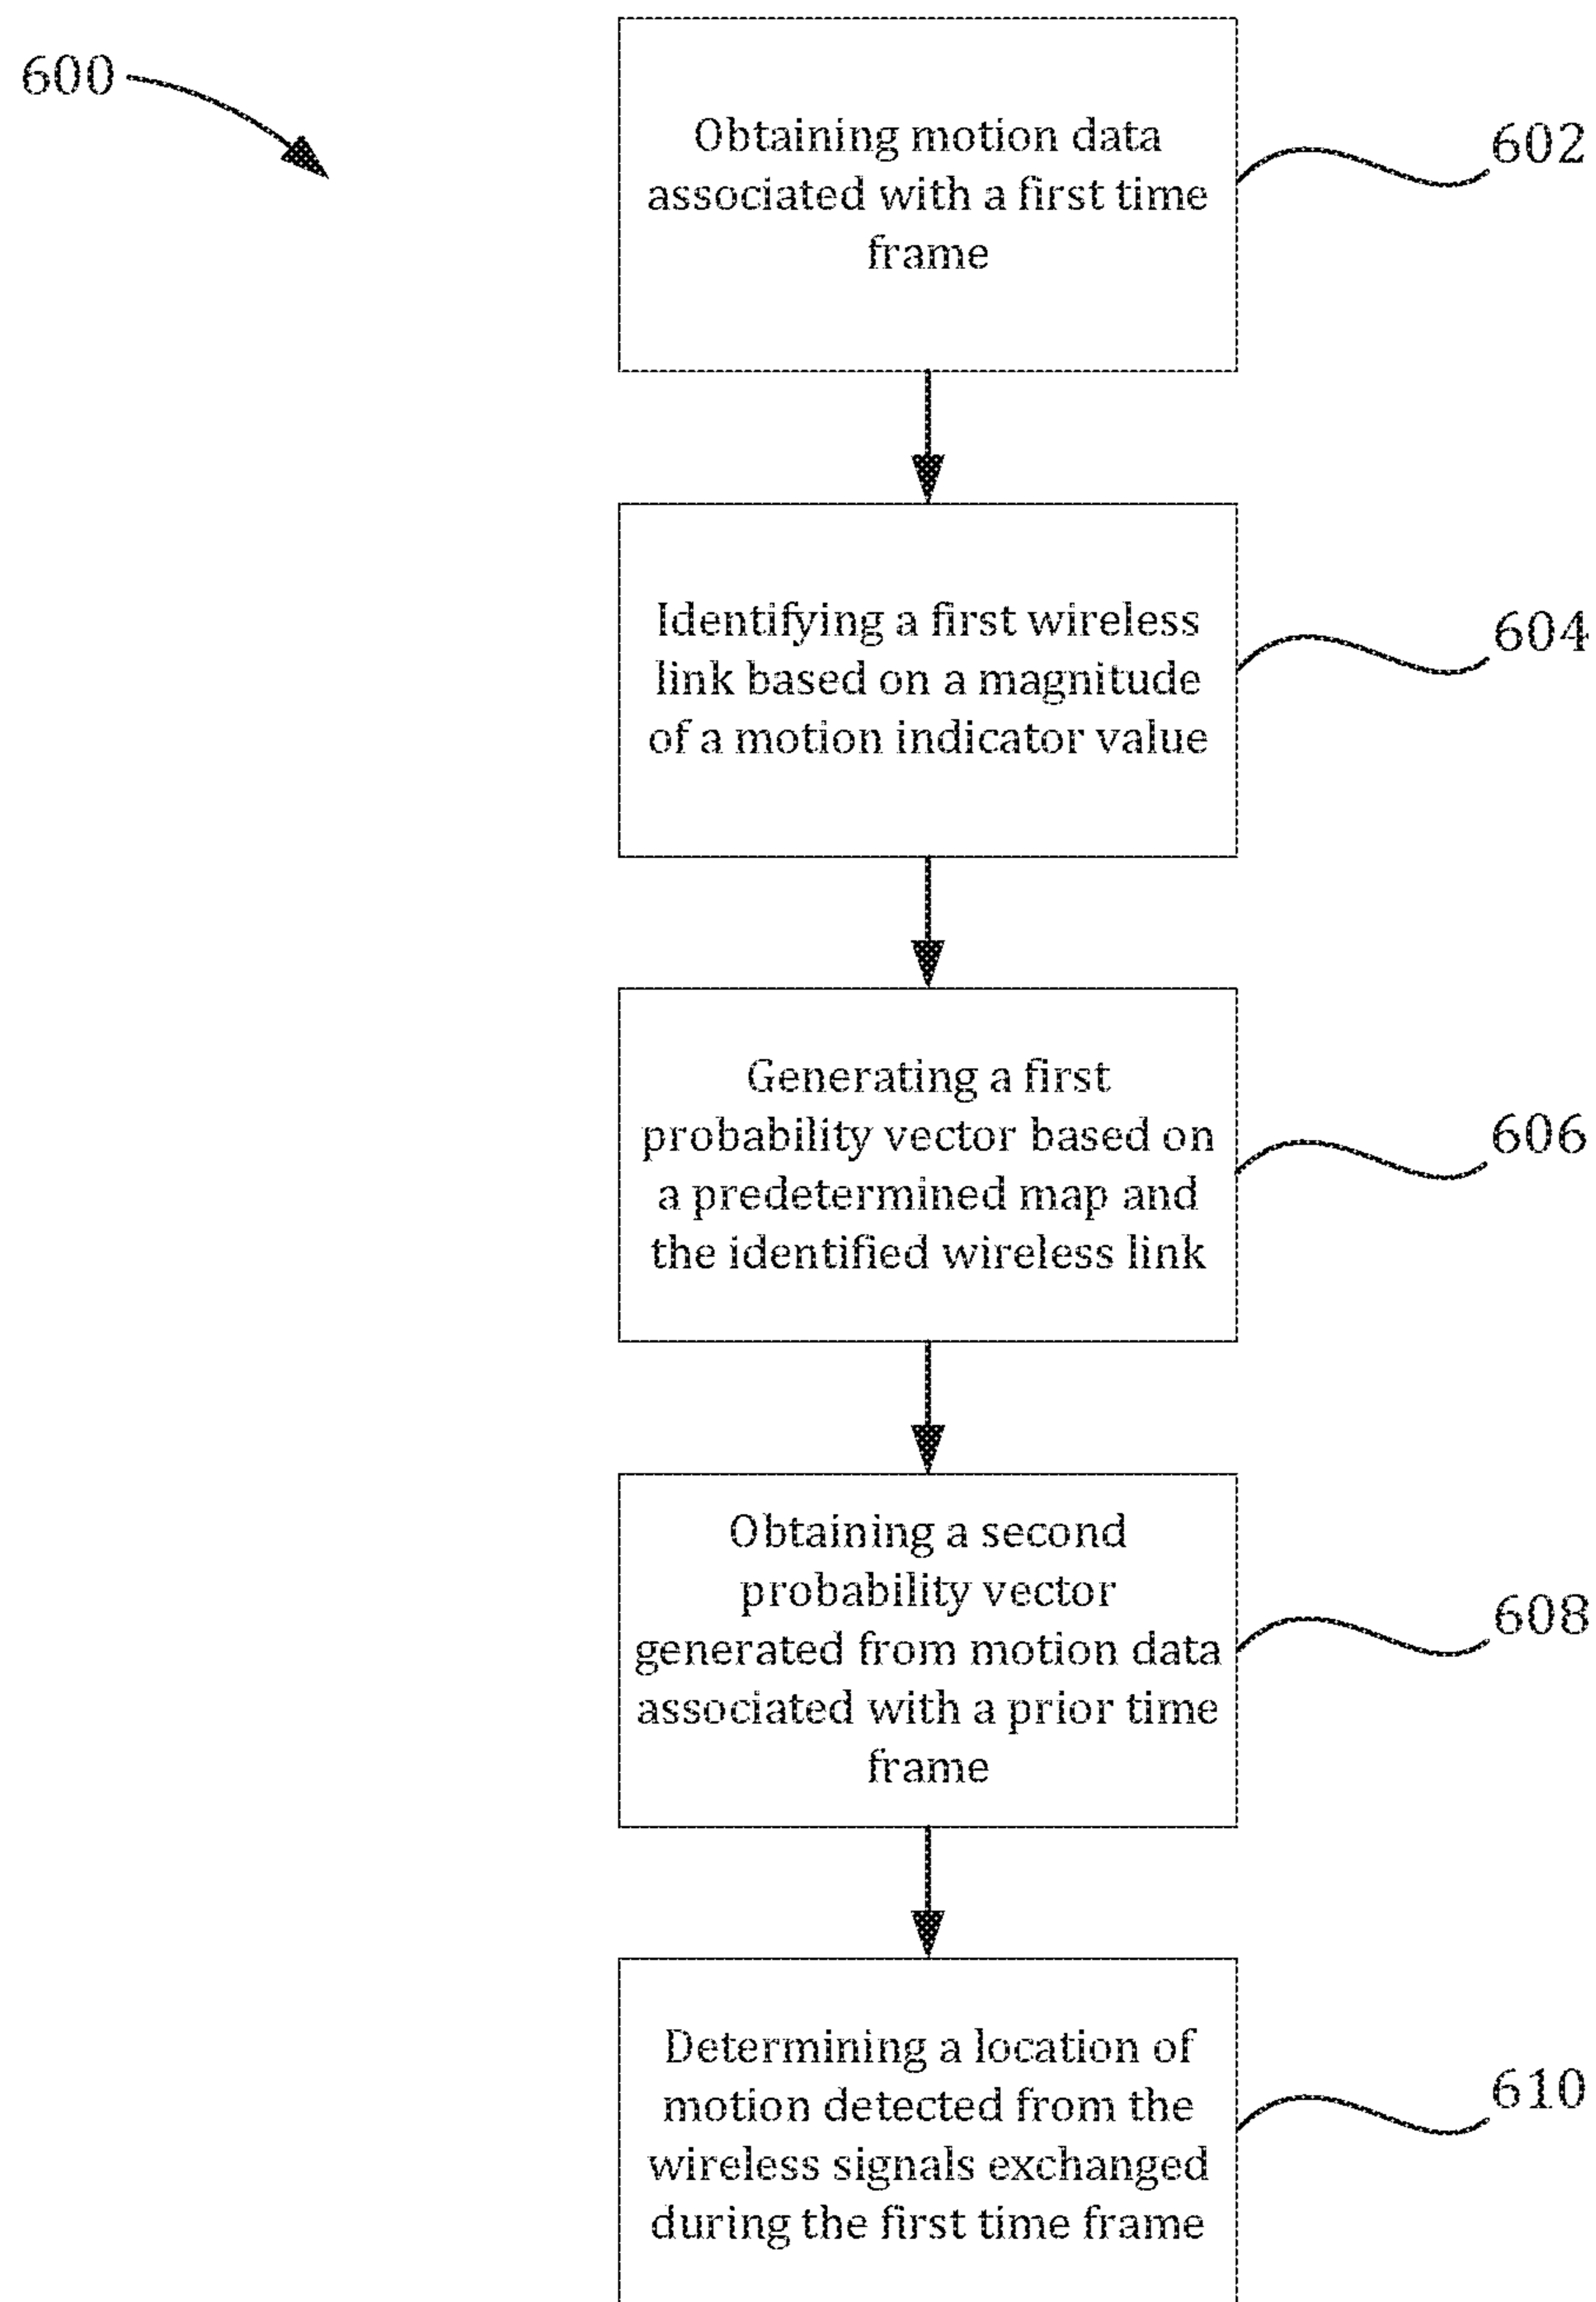 600
Obtaining motion data
associated with a first time
frame
602
Identifying a first wireless
link based on a magnitude
of a motion indicator value
604
Generating a first
probability vector based on
a predetermined map and
the identified wireless link
606
Obtaining a second
probability vector
generated from motion data
associated with a prior time
frame
608
Determining a location of
motion detected from the
wireless signals exchanged
during the first time frame
610